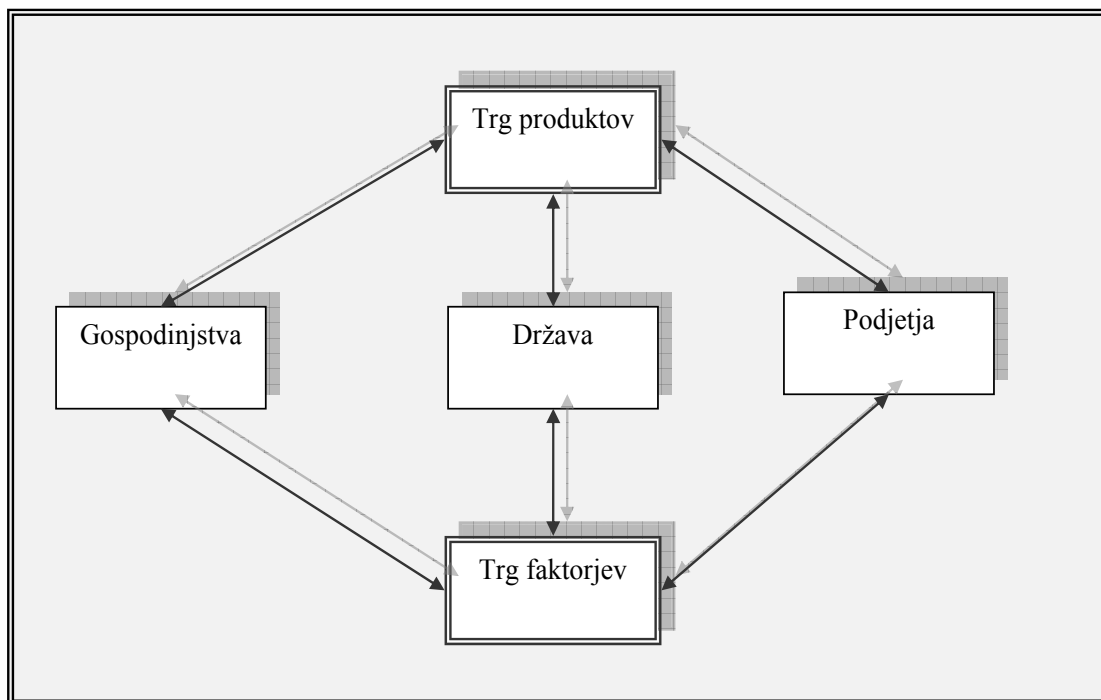 Trg produktov
Gospodinjstva
Država
Podjetja
Trg faktorjev